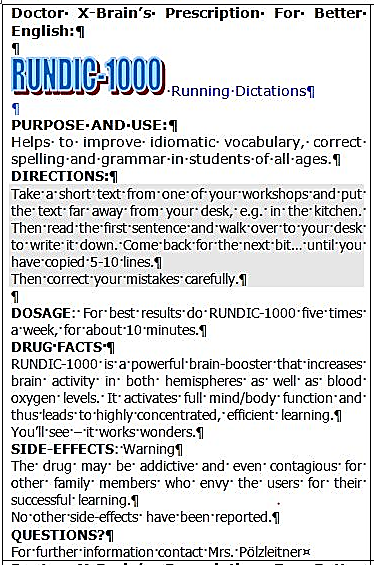 Doctor X-Brain's Prescription For Better
English:¶
¶
RUNDIC-1000 ·Running·Dictations¶
¶
PURPOSE·AND·USE:¶
Helps to improve idiomatic vocabulary, correct
spelling·and·grammar·in·students·of·all·ages.¶
DIRECTIONS:¶
Take a short text from one of your workshops and put
the text far away from your desk, e.g. in the kitchen.
Then read the first sentence and walk over to your desk
to write it down. Come back for the next bit... until you
have copied 5-10 lines.¶
Then correct your mistakes carefully.¶
¶
DOSAGE: For best results do RUNDIC-1000 five times
a week, for about 10 minutes.¶
DRUG FACTS ¶
RUNDIC-1000 is a powerful brain-booster that increases
brain activity in both hemispheres as well as blood
oxygen levels. It activates full mind/body function and
thus leads to highly concentrated, efficient learning.¶
You'll see – it works wonders.¶
SIDE-EFFECTS: Warning¶
The drug may be addictive and even contagious for
other family members who envy the users for their
successful learning.¶
No other side-effects have been reported.¶
QUESTIONS?¶
For further information contact Mrs. Pölzleitner¤